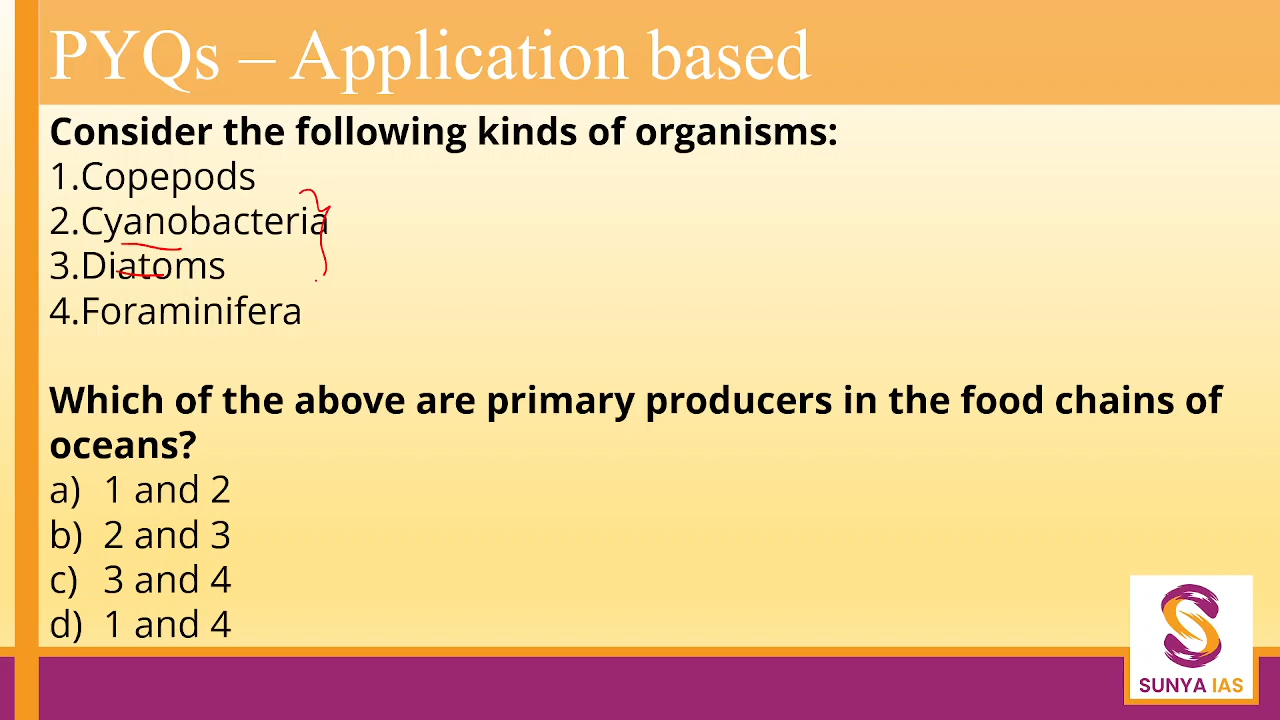 PYQs – Application based
Consider the following kinds of organisms:
1.Copepods
2.Cyanobacteria
3.Diatoms
4.Foraminifera
Which of the above are primary producers in the food chains of
oceans?
a) 1 and 2
b) 2 and 3
c) 3 and 4
d) 1 and 4
SUNYA IAS